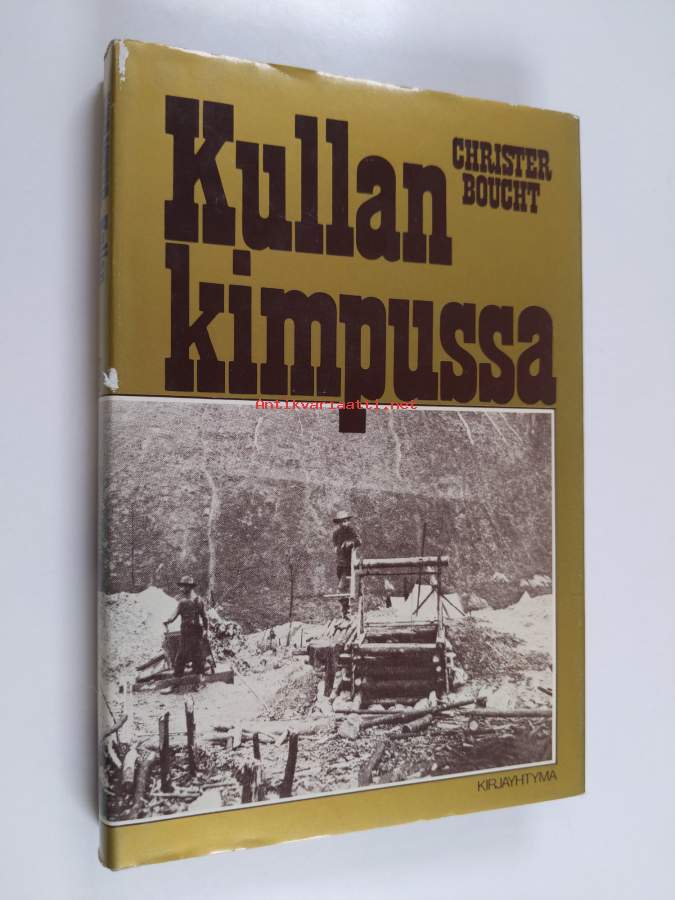 Kullan
kimpussa
CHRISTER
BOUCHT
Antikvariaatti.net
KIRJAYHTYMÄ